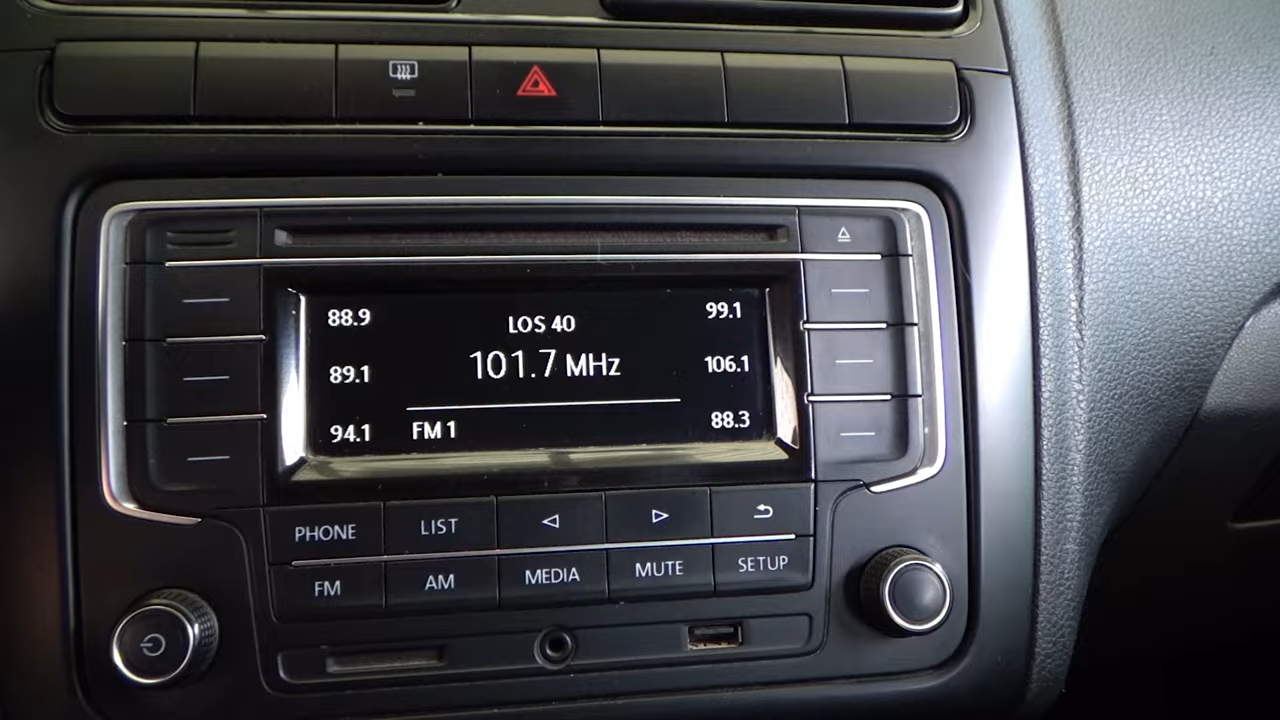 88.9
LOS 40
99.1
89.1
101.7 MHz
106.1
94.1
FM 1
88.3
PHONE
LIST
FM
AM
MEDIA
MUTE
SETUP